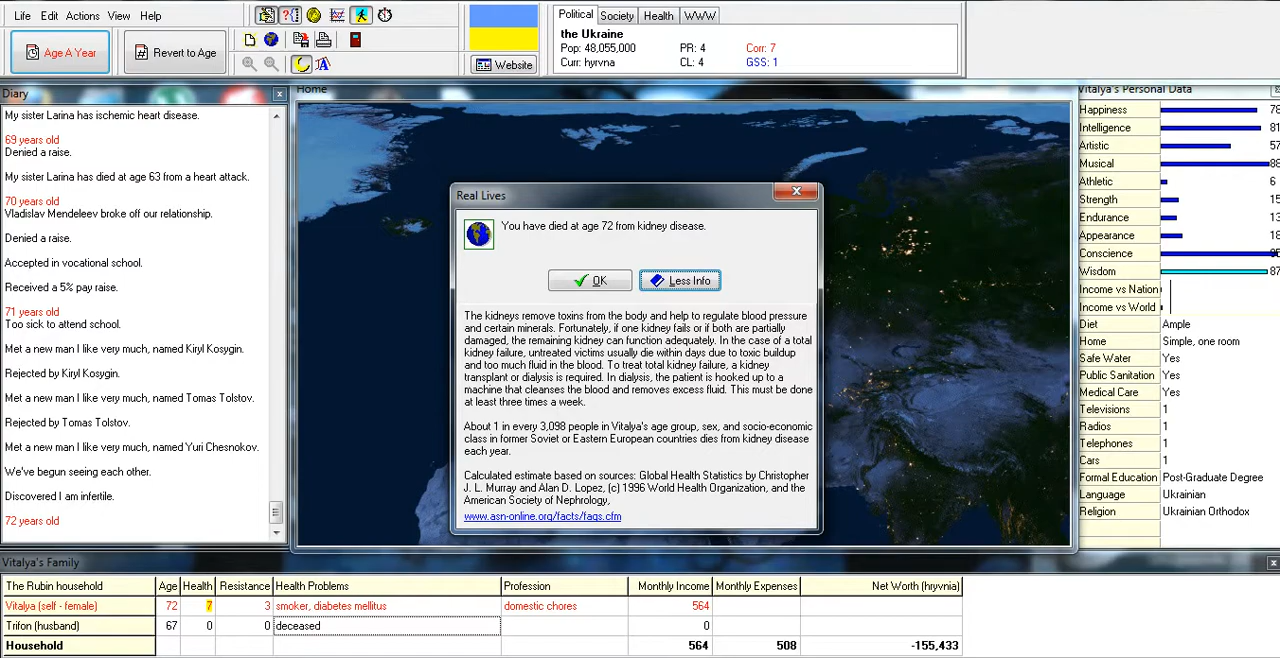 Life Edit Actions View Help
Age A Year
Revert to Age
Website
Political Society Health WWW
the Ukraine
Pop: 48,055,000 PR: 4 Corr: 7
Curr: hyrvna CL: 4 GSS: 1
Diary
My sister Larina has ischemic heart disease.
69 years old
Denied a raise.
My sister Larina has died at age 63 from a heart attack.
70 years old
Vladislav Mendeleev broke off our relationship.
Denied a raise.
Accepted in vocational school.
Received a 5% pay raise.
71 years old
Too sick to attend school.
Met a new man I like very much, named Kiryl Kosygin.
Rejected by Kiryl Kosygin.
Met a new man I like very much, named Tomas Tolstov.
Rejected by Tomas Tolstov.
Met a new man I like very much, named Yuri Chesnokov.
We've begun seeing each other.
Discovered I am infertile.
72 years old
Home
Real Lives
You have died at age 72 from kidney disease.
OK Less Info
The kidneys remove toxins from the body and help to regulate blood pressure
and certain minerals. Fortunately, if one kidney fails or if both are partially
damaged, the remaining kidney can function adequately. In the case of a total
kidney failure, untreated victims usually die within days due to toxic buildup
and too much fluid in the blood. To treat total kidney failure, a kidney
transplant or dialysis is required. In dialysis, the patient is hooked up to a
machine that cleanses the blood and removes excess fluid. This must be done
at least three times a week.
About 1 in every 3,098 people in Vitalya's age group, sex, and socio-economic
class in former Soviet or Eastern European countries dies from kidney disease
each year.
Calculated estimate based on sources: Global Health Statistics by Christopher
J. L. Murray and Alan D. Lopez, (c) 1996 World Health Organization, and the
American Society of Nephrology,
www.asn-online.org/facts/faqs.cfm
Vitalya's Personal Data
Happiness 78
Intelligence 81
Artistic 57
Musical 88
Athletic 6
Strength 15
Endurance 13
Appearance 18
Conscience
Wisdom 87
Income vs Nation
Income vs World
Diet Ample
Home Simple, one room
Safe Water Yes
Public Sanitation Yes
Medical Care Yes
Televisions 1
Radios 1
Telephones 1
Cars 1
Formal Education Post-Graduate Degree
Language Ukrainian
Religion Ukrainian Orthodox
Vitalya's Family
The Rubin household Age Health Resistance Health Problems Profession Monthly Income Monthly Expenses Net Worth (hryvnia)
Vitalya (self - female) 72 7 3 smoker, diabetes mellitus domestic chores 564
Trifon (husband) 67 0 0 deceased 0
Household 564 508 -155,433